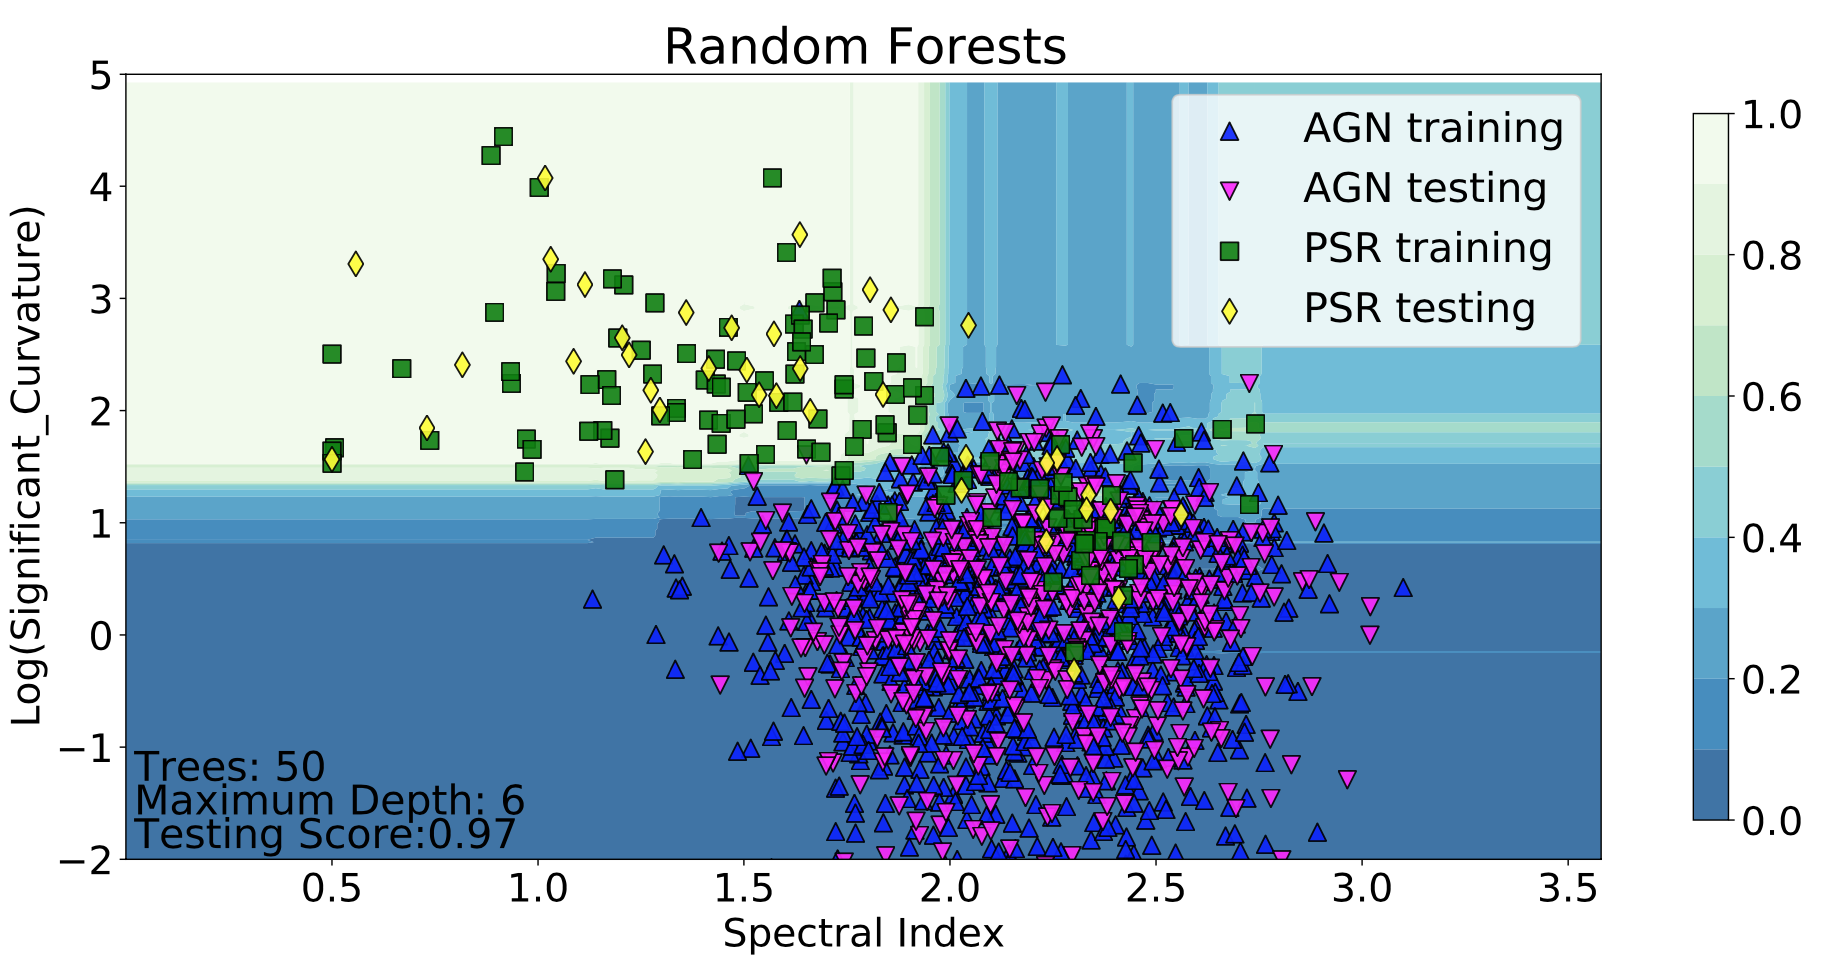 Random Forests
5
4
3
2
1
0
−1
−2
Log(Significant_Curvature)
AGN training
AGN testing
PSR training
PSR testing
Trees: 50
Maximum Depth: 6
Testing Score:0.97
0.5 1.0 1.5 2.0 2.5 3.0 3.5
Spectral Index
1.0
0.8
0.6
0.4
0.2
0.0